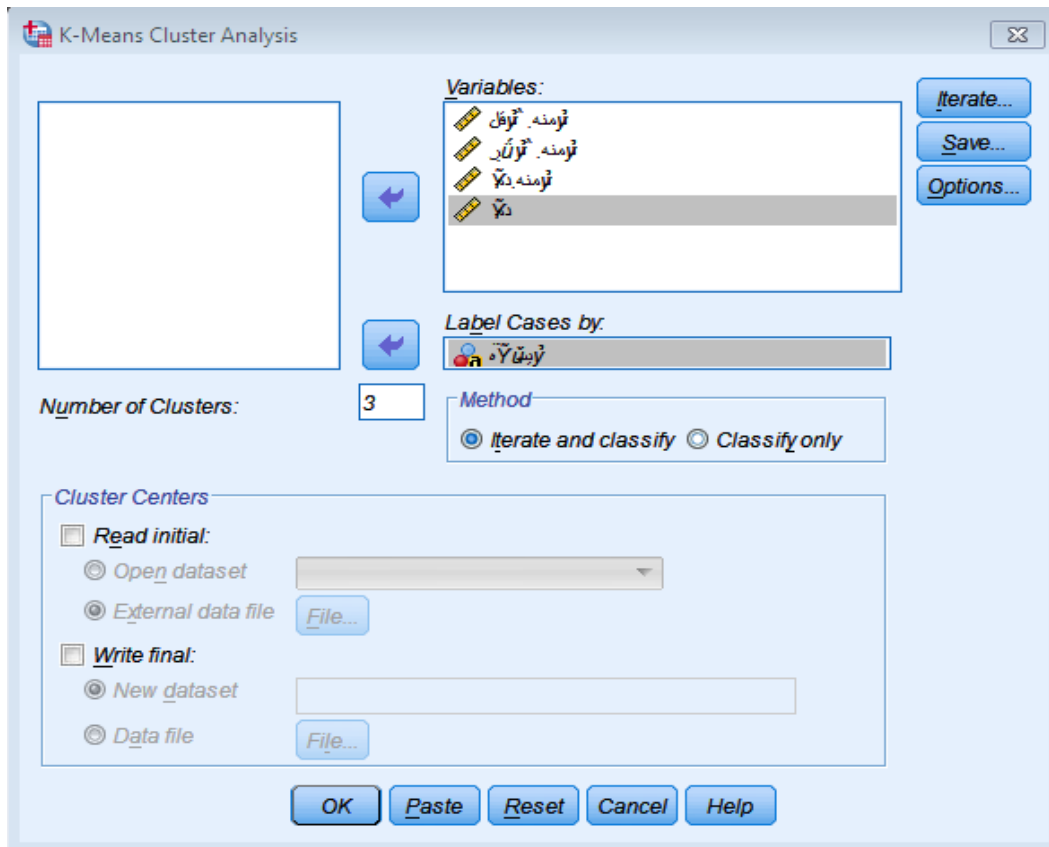 K-Means Cluster Analysis
Variables:
Iterate...
Save...
Options...
Label Cases by:
Number of Clusters:
3
Method
Iterate and classify
Classify only
Cluster Centers
Read initial:
Open dataset
External data file
File...
Write final:
New dataset
Data file
File...
OK
Paste
Reset
Cancel
Help